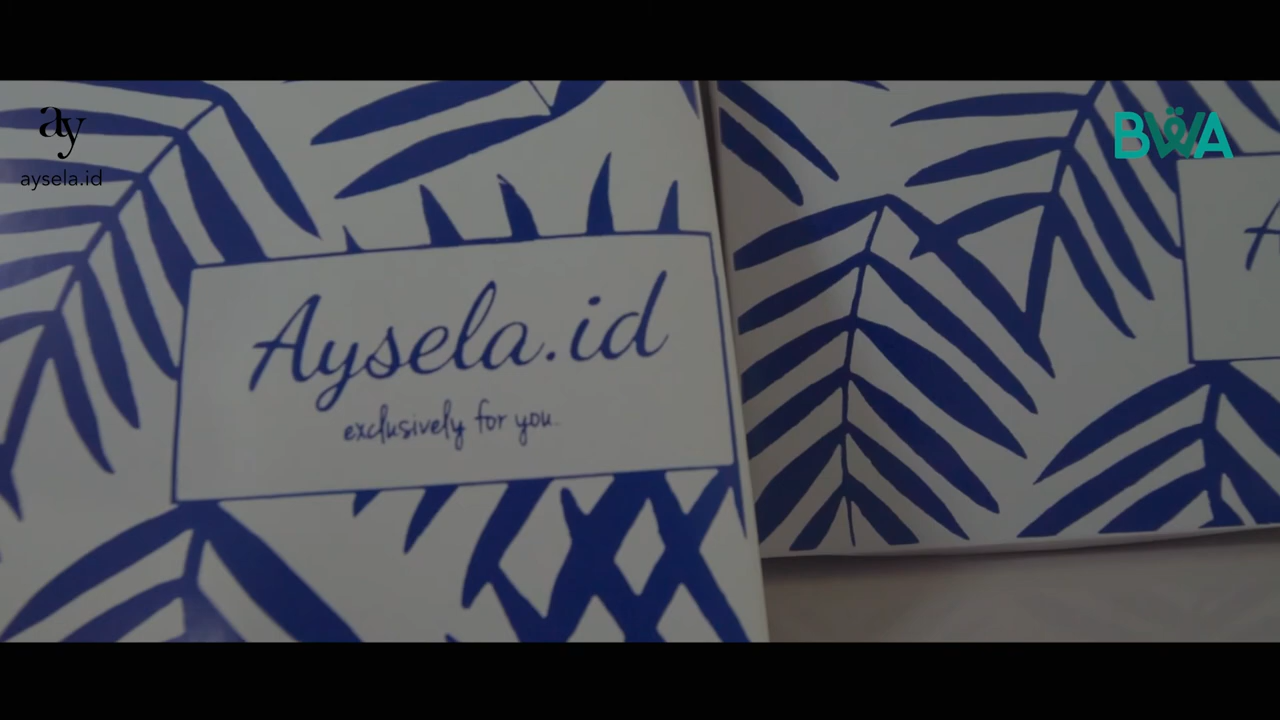 ay
aysela.id
BWA
Aysela.id
exclusively for you.
A